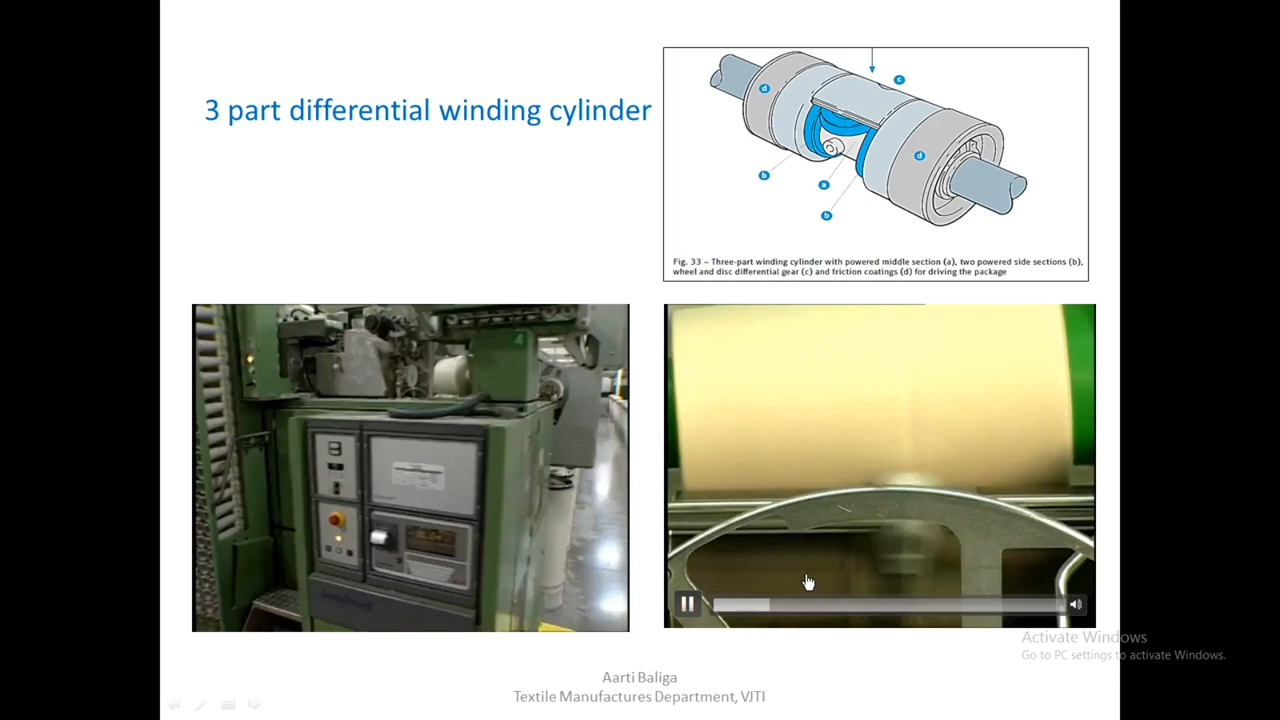 3 part differential winding cylinder
c
d
d
b
a
b
Fig. 33 – Three-part winding cylinder with powered middle section (a), two powered side sections (b),
wheel and disc differential gear (c) and friction coatings (d) for driving the package
4
Activate Windows
Go to PC settings to activate Windows.
Aarti Baliga
Textile Manufactures Department, VJTI